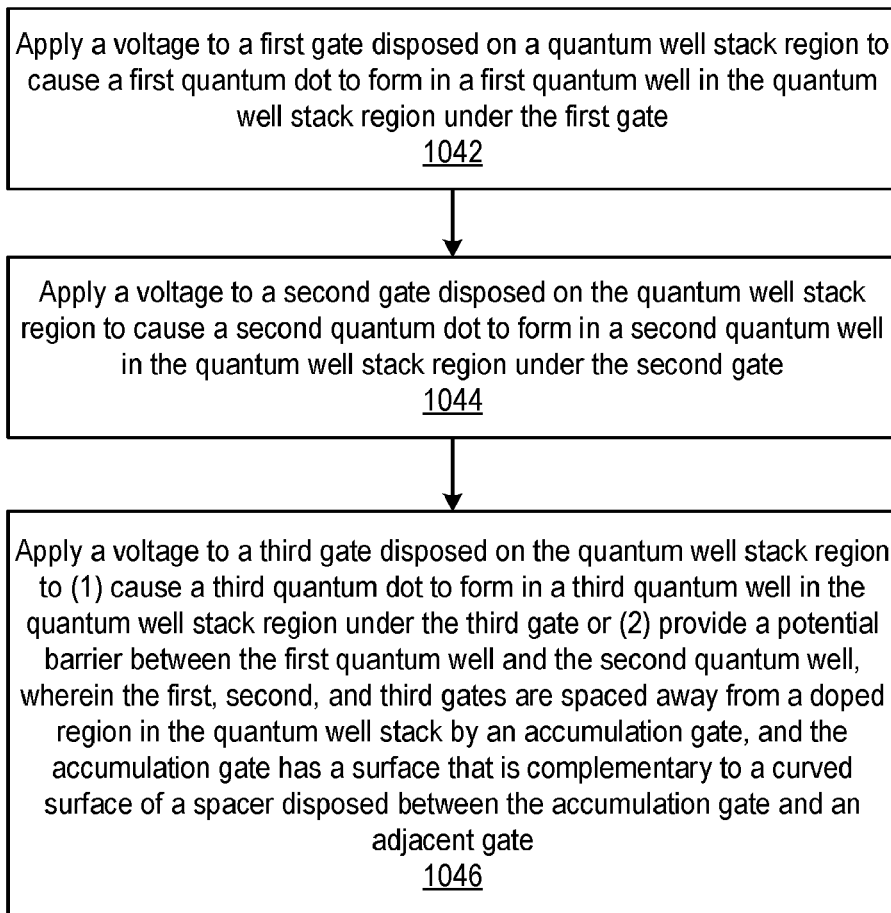 Apply a voltage to a first gate disposed on a quantum well stack region to
cause a first quantum dot to form in a first quantum well in the quantum
well stack region under the first gate
1042
Apply a voltage to a second gate disposed on the quantum well stack
region to cause a second quantum dot to form in a second quantum well
in the quantum well stack region under the second gate
1044
Apply a voltage to a third gate disposed on the quantum well stack region
to (1) cause a third quantum dot to form in a third quantum well in the
quantum well stack region under the third gate or (2) provide a potential
barrier between the first quantum well and the second quantum well,
wherein the first, second, and third gates are spaced away from a doped
region in the quantum well stack by an accumulation gate, and the
accumulation gate has a surface that is complementary to a curved
surface of a spacer disposed between the accumulation gate and an
adjacent gate
1046